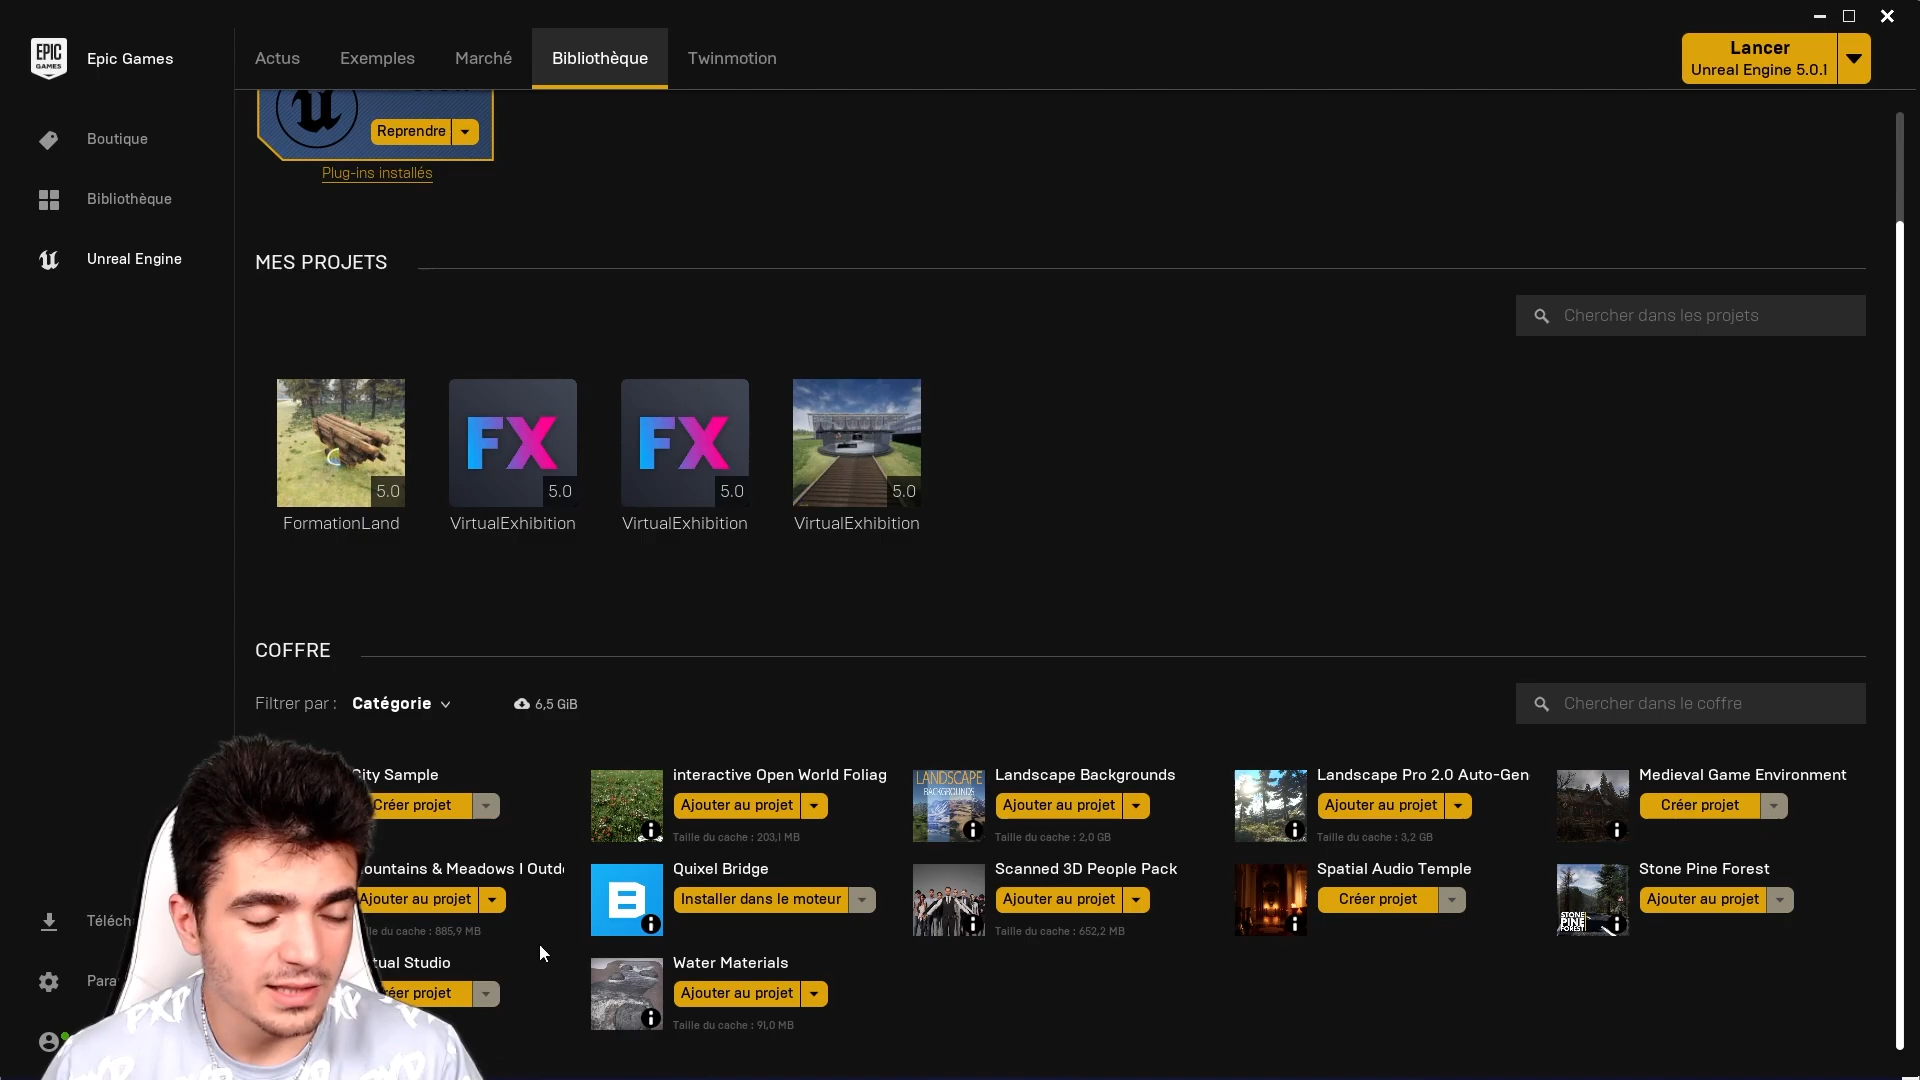 EPIC
GAMES
Epic Games
Actus
Exemples
Marché
Bibliothèque
Twinmotion
Lancer
Unreal Engine 5.0.1
Boutique
Bibliothèque
Unreal Engine
Reprendre
Plug-ins installés
MES PROJETS
Chercher dans les projets
FX
FX
5.0
5.0
5.0
5.0
FormationLand
VirtualExhibition
VirtualExhibition
VirtualExhibition
COFFRE
Filtrer par :
Catégorie
6,5 GiB
Chercher dans le coffre
City Sample
Créer projet
interactive Open World Foliag
Ajouter au projet
Taille du cache : 203,1 MB
LANDSCAPE
BACKGROUNDS
Landscape Backgrounds
Ajouter au projet
Taille du cache : 2,0 GB
Landscape Pro 2.0 Auto-Gen
Ajouter au projet
Taille du cache : 3,2 GB
Medieval Game Environment
Créer projet
ountains & Meadows | Outdo
Ajouter au projet
lle du cache : 885,9 MB
B
Quixel Bridge
Installer dans le moteur
Scanned 3D People Pack
Ajouter au projet
Taille du cache : 652,2 MB
Spatial Audio Temple
Créer projet
STONE
PINE
FOREST
Stone Pine Forest
Ajouter au projet
tual Studio
réer projet
Water Materials
Ajouter au projet
Taille du cache : 91,0 MB
Téléch
Para